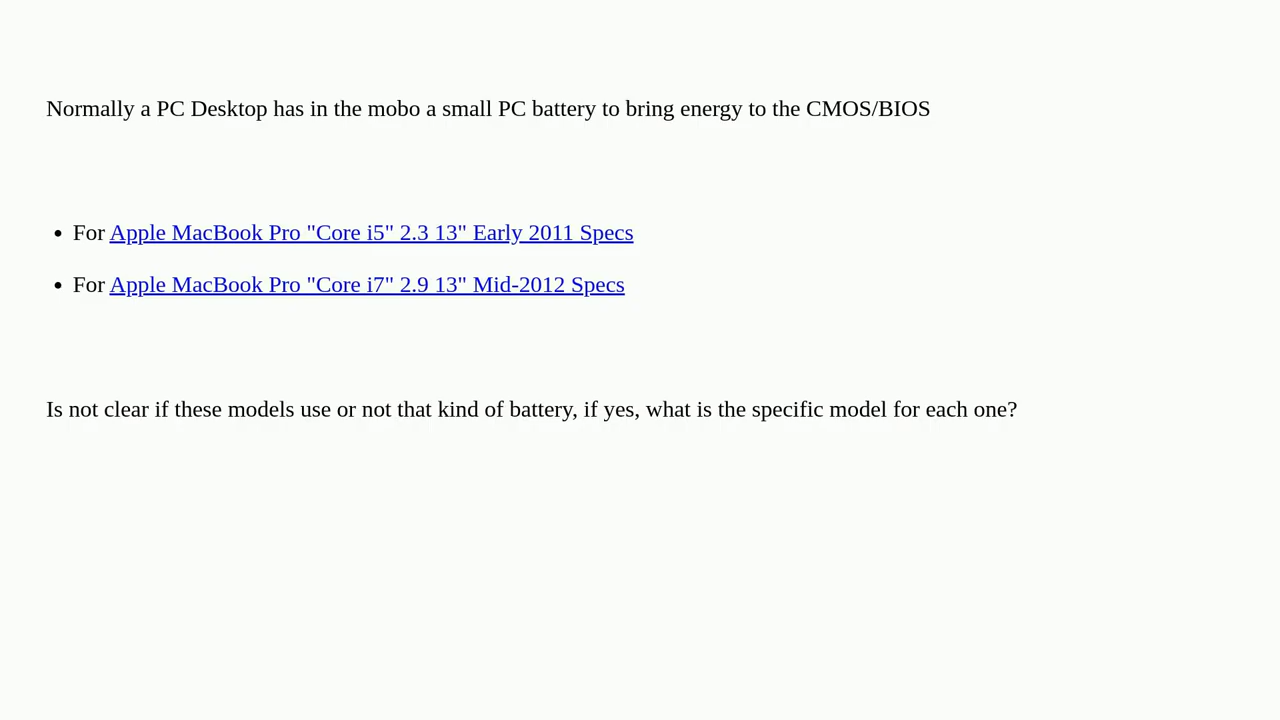 Normally a PC Desktop has in the mobo a small PC battery to bring energy to the CMOS/BIOS
• For Apple MacBook Pro "Core i5" 2.3 13" Early 2011 Specs
• For Apple MacBook Pro "Core i7" 2.9 13" Mid-2012 Specs
Is not clear if these models use or not that kind of battery, if yes, what is the specific model for each one?